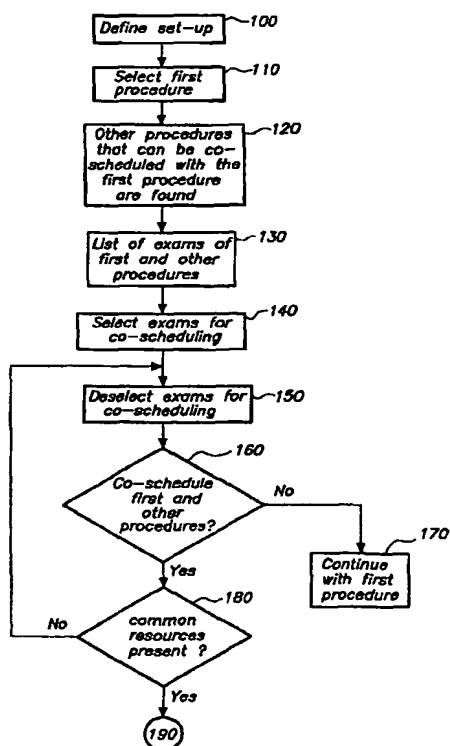 Define set-up
100
Select first
procedure
110
Other procedures
that can be co-
scheduled with the
first procedure
are found
120
List of exams of
first and other
procedures
130
Select exams for
co-scheduling
140
Deselect exams for
co-scheduling
150
160
Co-schedule
first and
other
procedures?
No
170
Continue
with first
procedure
Yes
180
common
resources
present ?
No
Yes
190